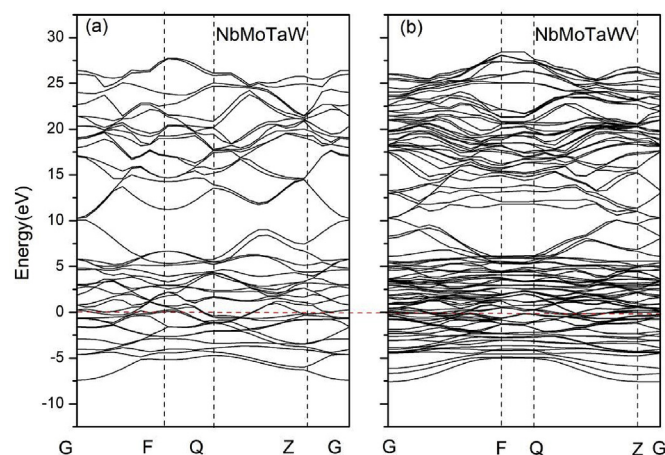 (a)
NbMoTaW
(b)
NbMoTaWV
30
25
20
15
10
5
0
-5
-10
Energy(eV)
G F Q Z G
G F Q Z G